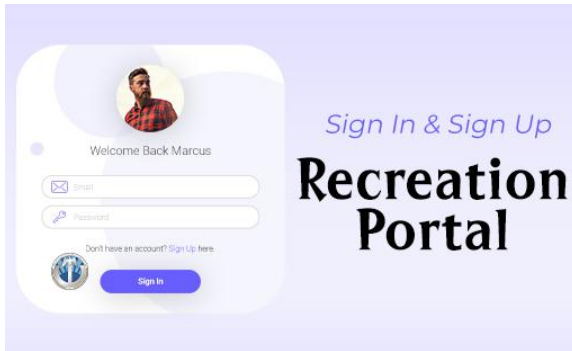 Welcome Back Marcus
Email
Password
Don't have an account? Sign Up here.
Sign In
Sign In & Sign Up
Recreation
Portal